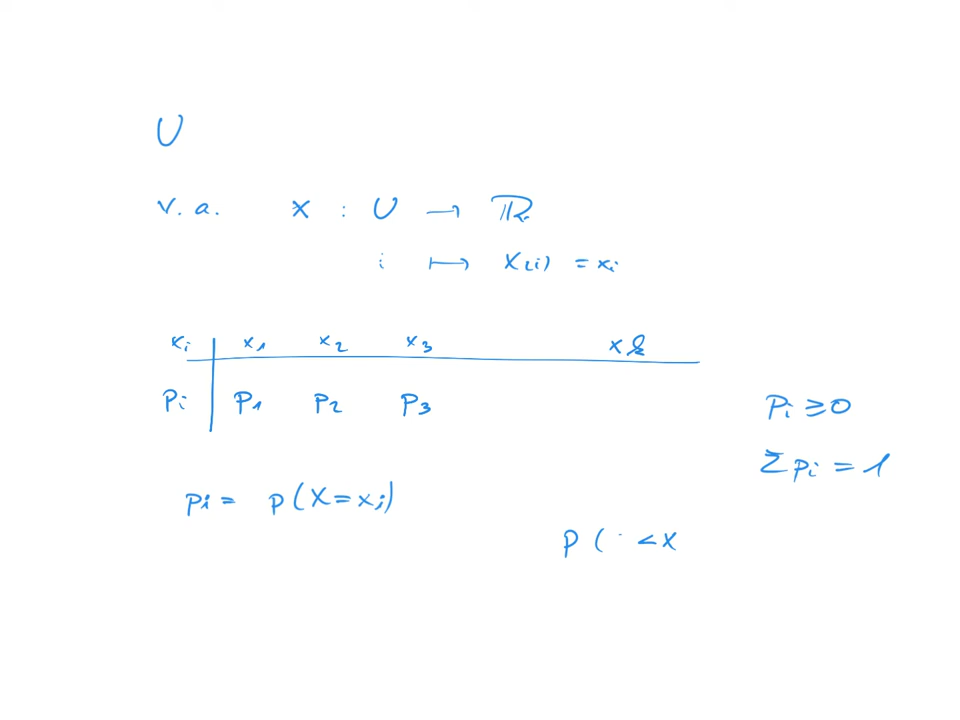 U
v.a. X : U → ℝ
i ↦ X(i) = xi
xi | x1 x2 x3 xk
pi | p1 p2 p3
pi ≥ 0
Σ pi = 1
pi = p(X = xi)
p ( < X